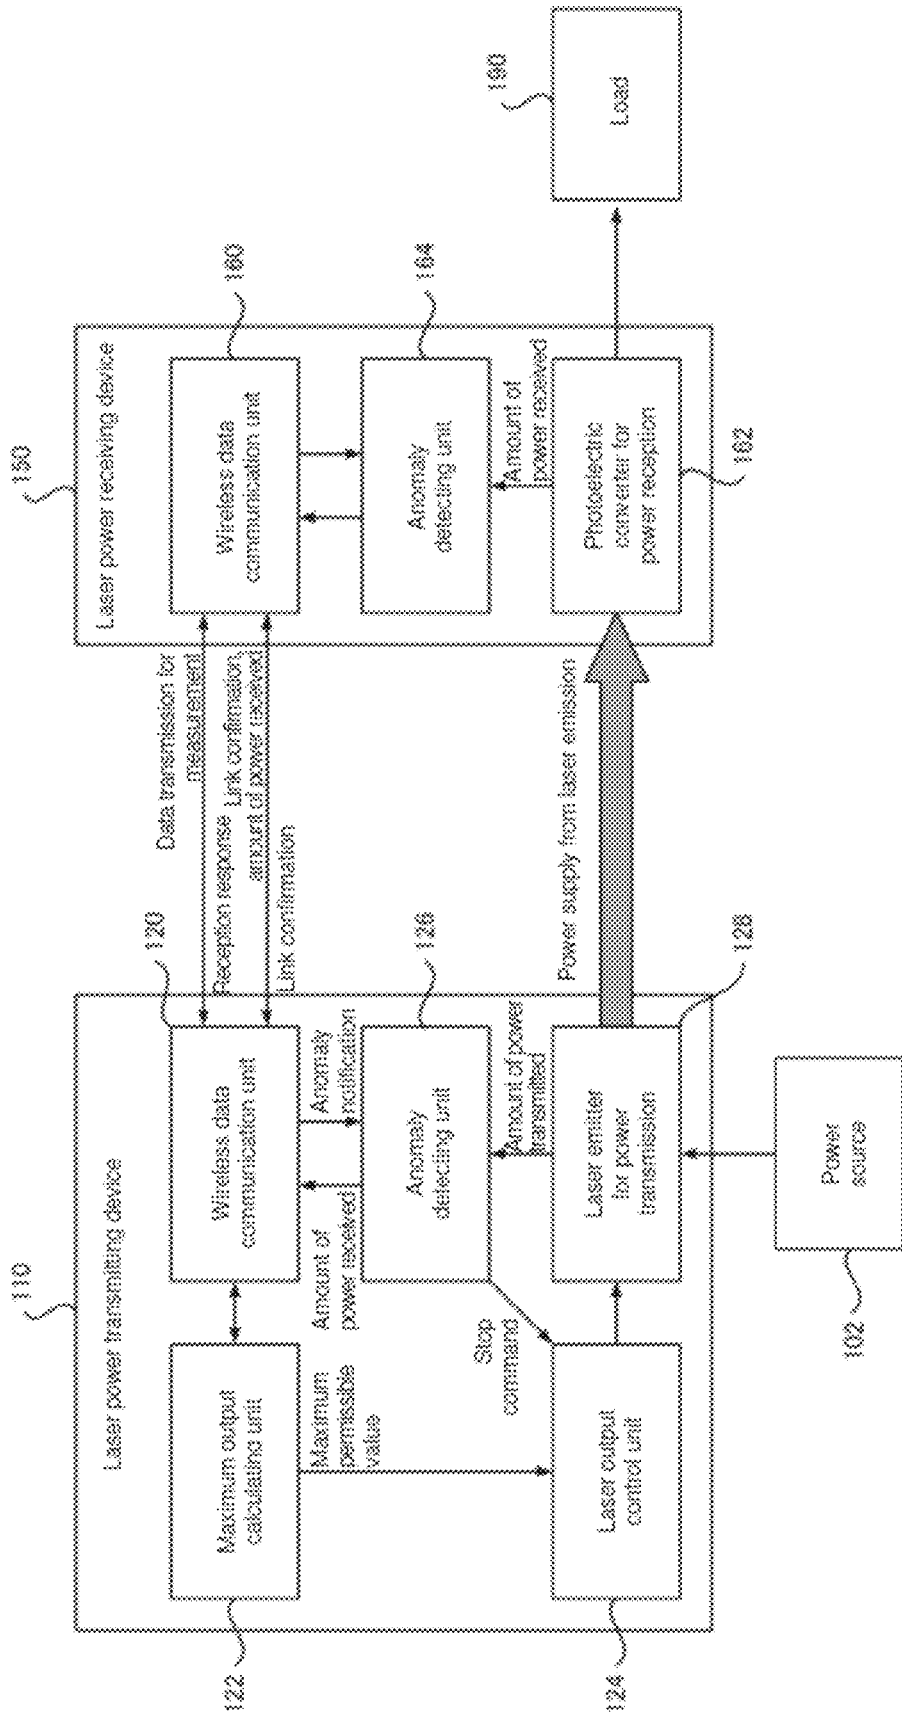 110
Laser power transmitting device
122
Maximum output
calculating unit
120
Wireless data
communication unit
Data transmission for
measurement
Reception response
Link confirmation,
amount of power received
Link confirmation
150
Laser power receiving device
Wireless data
communication unit
160
Maximum
permissible
value
Amount of
power received
Anomaly
notification
126
Anomaly
detecting unit
Anomaly
detecting unit
164
Stop
command
Amount of power
transmitted
Amount of
power received
124
Laser output
control unit
Laser emitter
for power
transmission
128
Power supply from laser emission
Photoelectric
converter for
power reception
162
190
Load
102
Power
source